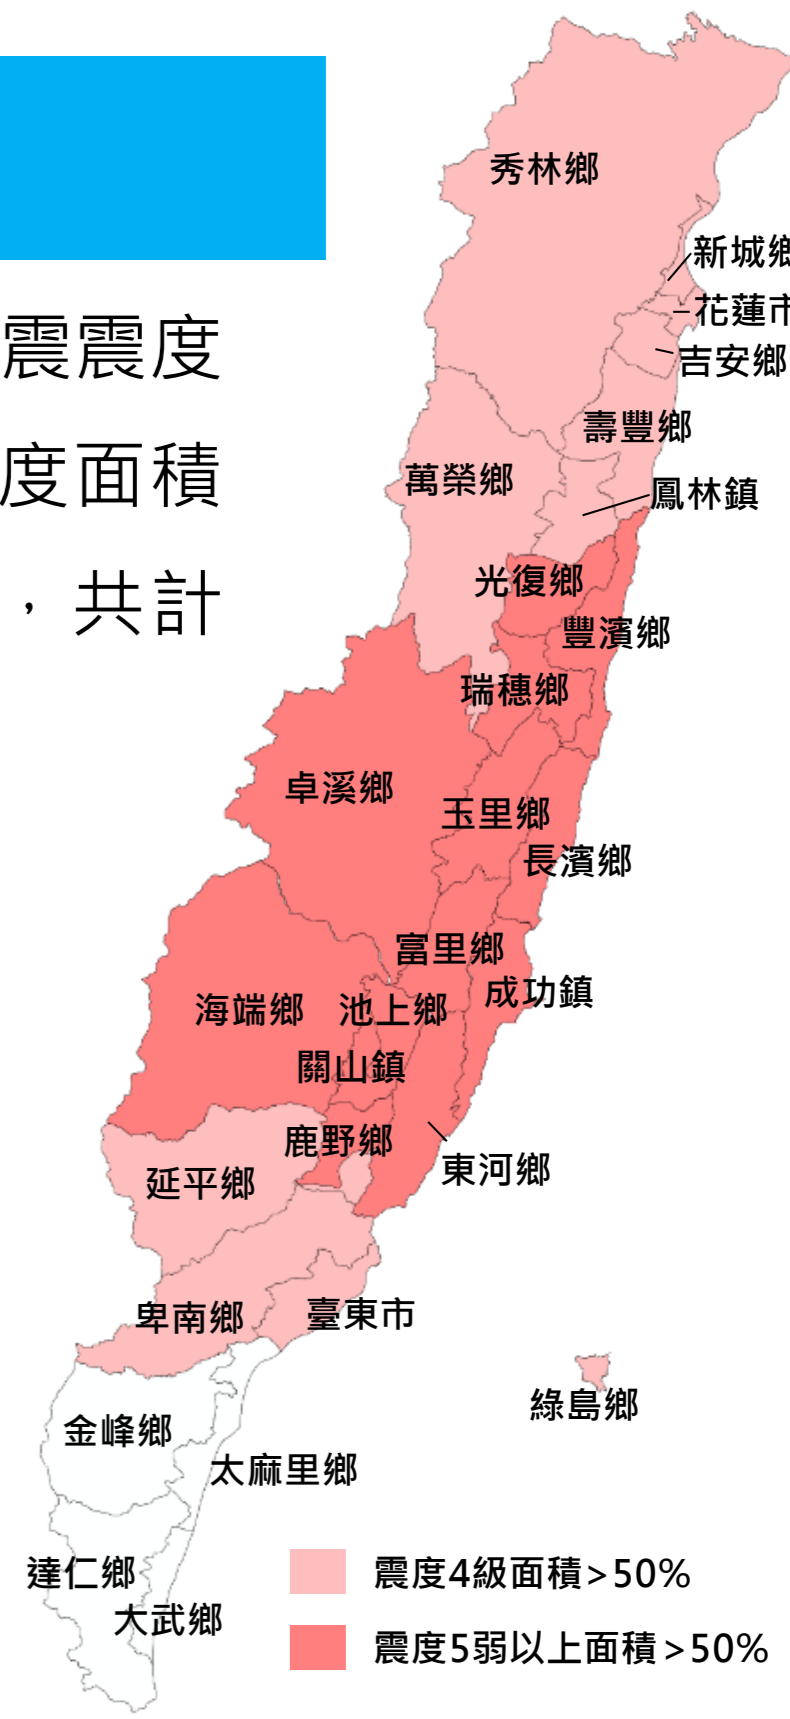 秀林鄉
新城鄉
花蓮市
震震度
吉安鄉
壽豐鄉
度面積
萬榮鄉
鳳林鎮
光復鄉
，共計
豐濱鄉
瑞穗鄉
卓溪鄉
玉里鄉
長濱鄉
富里鄉
成功鎮
海端鄉
池上鄉
關山鎮
鹿野鄉
東河鄉
延平鄉
卑南鄉
臺東市
綠島鄉
金峰鄉
太麻里鄉
達仁鄉
大武鄉
震度4級面積>50%
震度5弱以上面積>50%